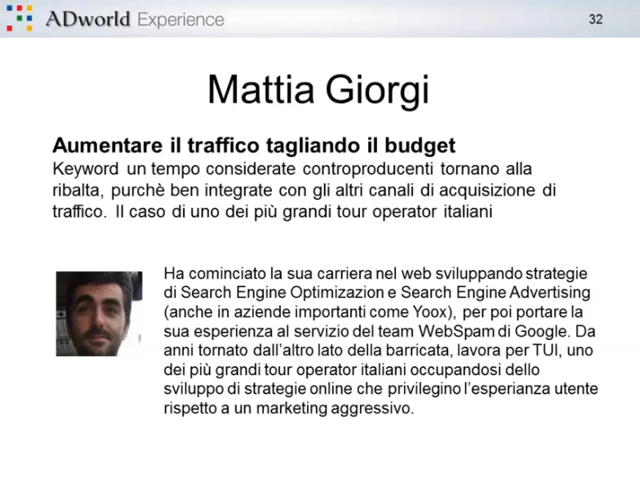 ADworld Experience
32
Mattia Giorgi
Aumentare il traffico tagliando il budget
Keyword un tempo considerate controproducenti tornano alla
ribalta, purchè ben integrate con gli altri canali di acquisizione di
traffico. Il caso di uno dei più grandi tour operator italiani
Ha cominciato la sua carriera nel web sviluppando strategie
di Search Engine Optimizazion e Search Engine Advertising
(anche in aziende importanti come Yoox), per poi portare la
sua esperienza al servizio del team WebSpam di Google. Da
anni tornato dall'altro lato della barricata, lavora per TUI, uno
dei più grandi tour operator italiani occupandosi dello
sviluppo di strategie online che privilegino l'esperienza utente
rispetto a un marketing aggressivo.